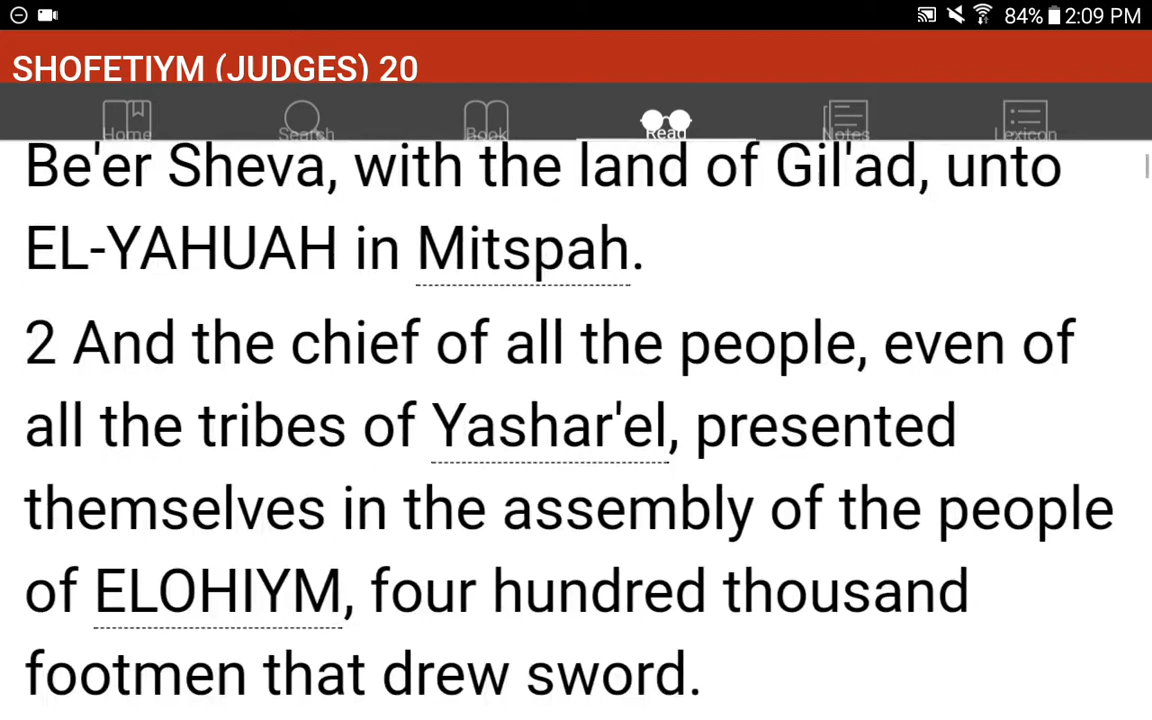 84% 2:09 PM
SHOFETIYM (JUDGES) 20
Home Search Book Read Notes Lexicon
Be'er Sheva, with the land of Gil'ad, unto
EL-YAHUAH in Mitspah.
2 And the chief of all the people, even of
all the tribes of Yashar'el, presented
themselves in the assembly of the people
of ELOHIYM, four hundred thousand
footmen that drew sword.